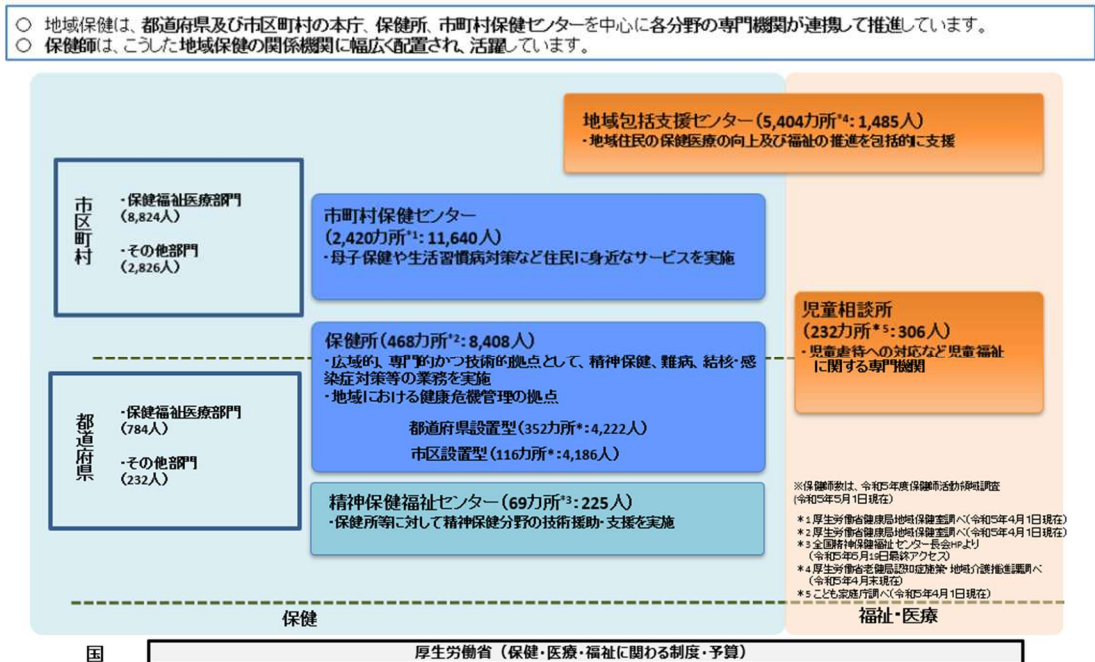 ○ 地域保健は、都道府県及び市区町村の本庁、保健所、市町村保健センターを中心に各分野の専門機関が連携して推進しています。
○ 保健師は、こうした地域保健の関係機関に幅広く配置され、活躍しています。
地域包括支援センター(5,404カ所*4:1,485人)
・地域住民の保健医療の向上及び福祉の推進を包括的に支援
市区町村
・保健福祉医療部門
(8,824人)
・その他部門
(2,826人)
市町村保健センター
(2,420カ所*1:11,640人)
・母子保健や生活習慣病対策など住民に身近なサービスを実施
児童相談所
(232カ所*5:306人)
・児童虐待への対応など児童福祉
に関する専門機関
保健所(468カ所*2:8,408人)
・広域的、専門的かつ技術的拠点として、精神保健、難病、結核・感
染症対策等の業務を実施
・地域における健康危機管理の拠点
都道府県設置型(352カ所*:4,222人)
市区設置型(116カ所*:4,186人)
都道府県
・保健福祉医療部門
(784人)
・その他部門
(232人)
精神保健福祉センター(69カ所*3:225人)
・保健所等に対して精神保健分野の技術援助・支援を実施
※保健師数は、令和5年度保健師活動領域調査
(令和5年5月1日現在)
*1厚生労働省健康局地域保健室調べ(令和5年4月1日現在)
*2厚生労働省健康局地域保健室調べ(令和5年4月1日現在)
*3全国精神保健福祉センター長会HPより
(令和5年5月19日最終アクセス)
*4厚生労働省老健局認知症施策・地域介護推進課調べ
(令和5年4月末現在)
*5こども家庭庁調べ(令和5年4月1日現在)
保健
福祉・医療
国
厚生労働省(保健・医療・福祉に関わる制度・予算)